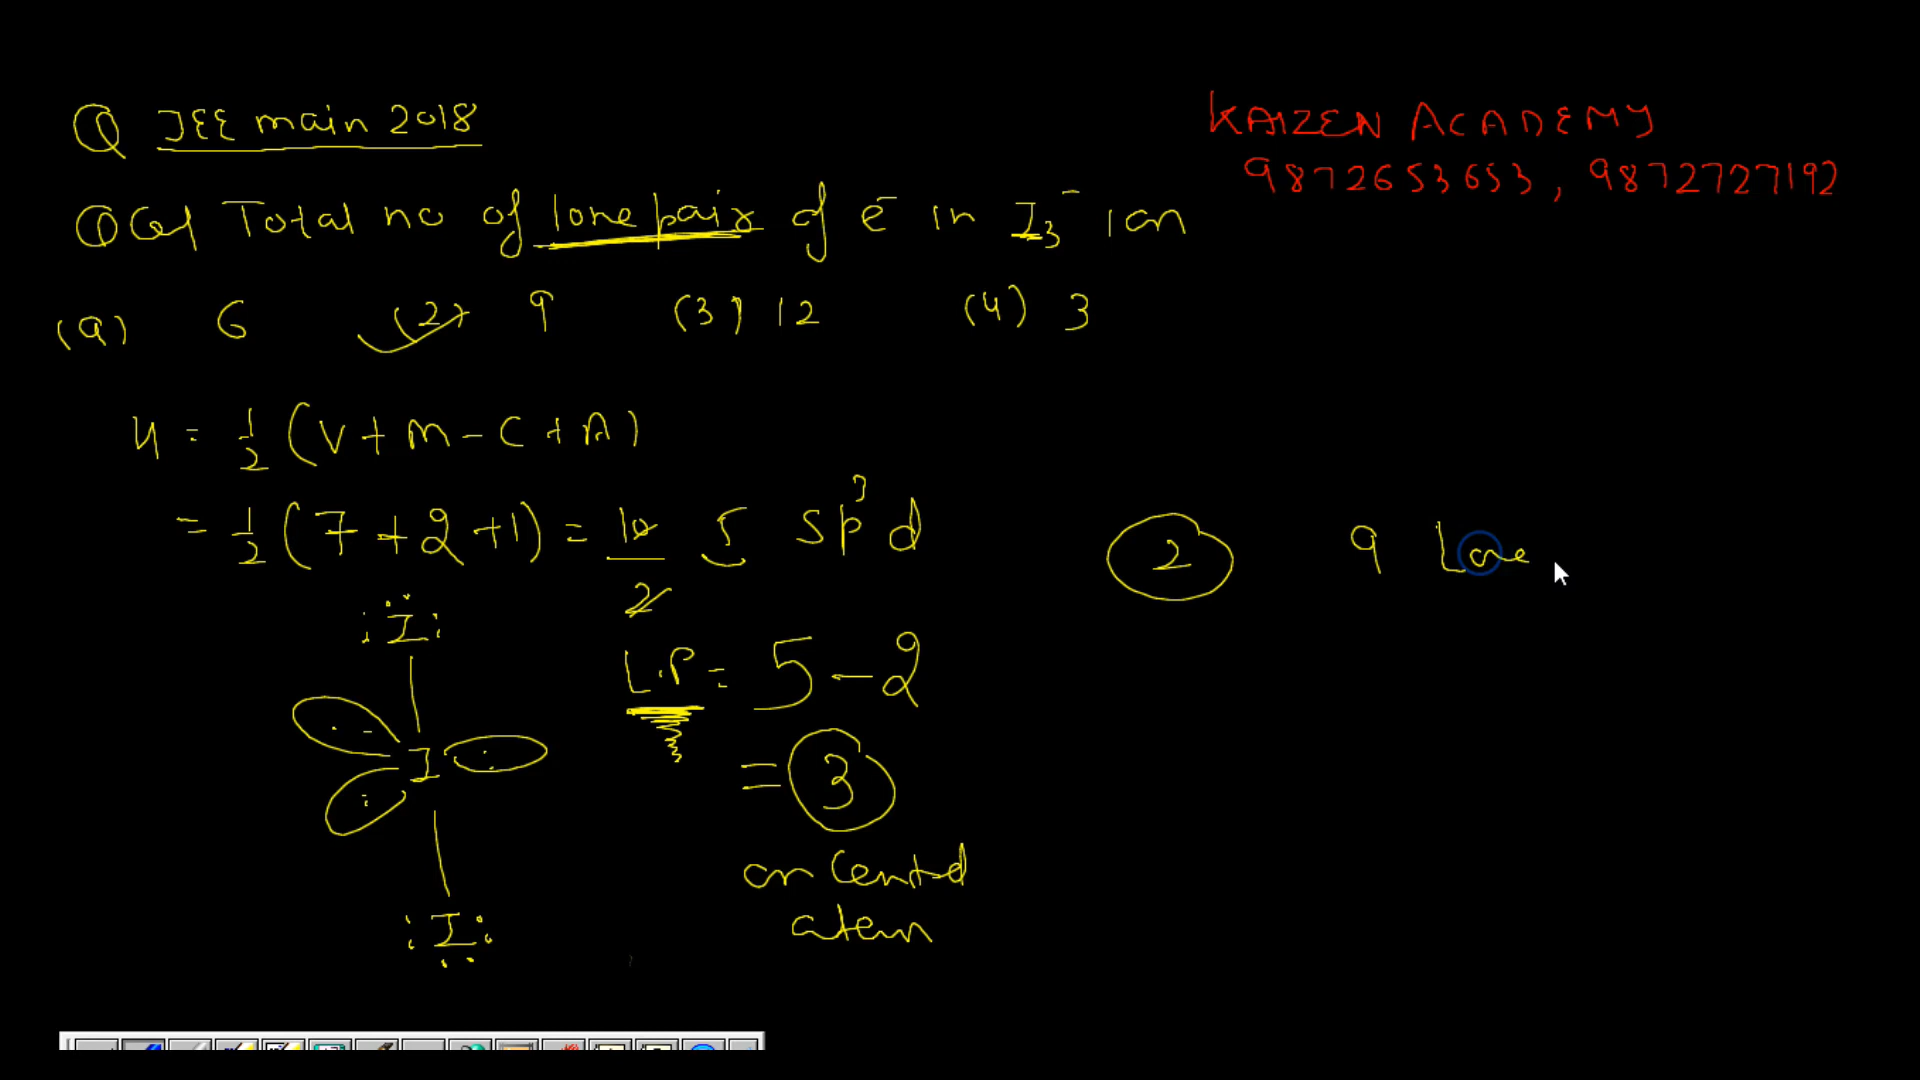 Q JEE main 2018
KAIZEN ACADEMY
9872653653, 9872727192
Total no of lone pair of e⁻ in I₃⁻ ion
(a) 6 (2) 9 (3) 12 (4) 3
H = 1/2 (V + M - C + A)
= 1/2 (7 + 2 + 1) = 10/2 5 sp³d
2 9 Lone
:I:
L.P = 5 - 2
I
= 3
on Central
atom
:I: